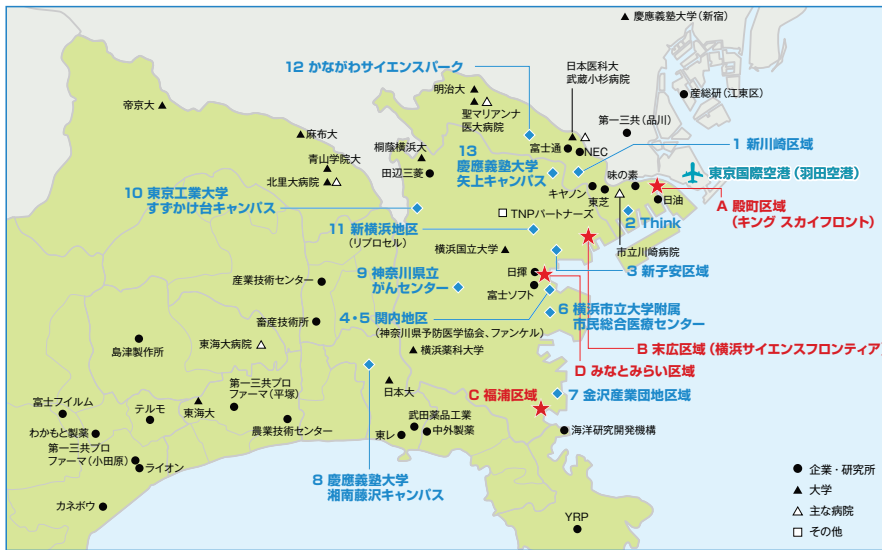 慶應義塾大学(新宿)
12 かながわサイエンスパーク
日本医科大
武蔵小杉病院
産総研(江東区)
明治大
帝京大
聖マリアンナ
医大病院
第一三共(品川)
麻布大
桐蔭横浜大
13
慶應義塾大学
矢上キャンパス
富士通
NEC
1 新川崎区域
青山学院大
田辺三菱
北里大病院
キヤノン
東芝
味の素
東京国際空港(羽田空港)
日油
10 東京工業大学
すずかけ台キャンパス
TNPパートナーズ
2 Think
A 殿町区域
(キング スカイフロント)
11 新横浜地区
(リプロセル)
横浜国立大学
市立川崎病院
3 新子安区域
9 神奈川県立
がんセンター
日揮
富士ソフト
産業技術センター
4・5 関内地区
(神奈川県予防医学協会、ファンケル)
6 横浜市立大学附属
市民総合医療センター
畜産技術所
島津製作所
東海大病院
横浜薬科大学
B 末広区域(横浜サイエンスフロンティア)
D みなとみらい区域
日本大
C 福浦区域
7 金沢産業団地区域
富士フイルム
テルモ
東海大
第一三共プロ
ファーマ(平塚)
農業技術センター
武田薬品工業
東レ
中外製薬
海洋研究開発機構
わかもと製薬
第一三共プロ
ファーマ(小田原)
ライオン
8 慶應義塾大学
湘南藤沢キャンパス
カネボウ
YRP
● 企業・研究所
▲ 大学
△ 主な病院
□ その他